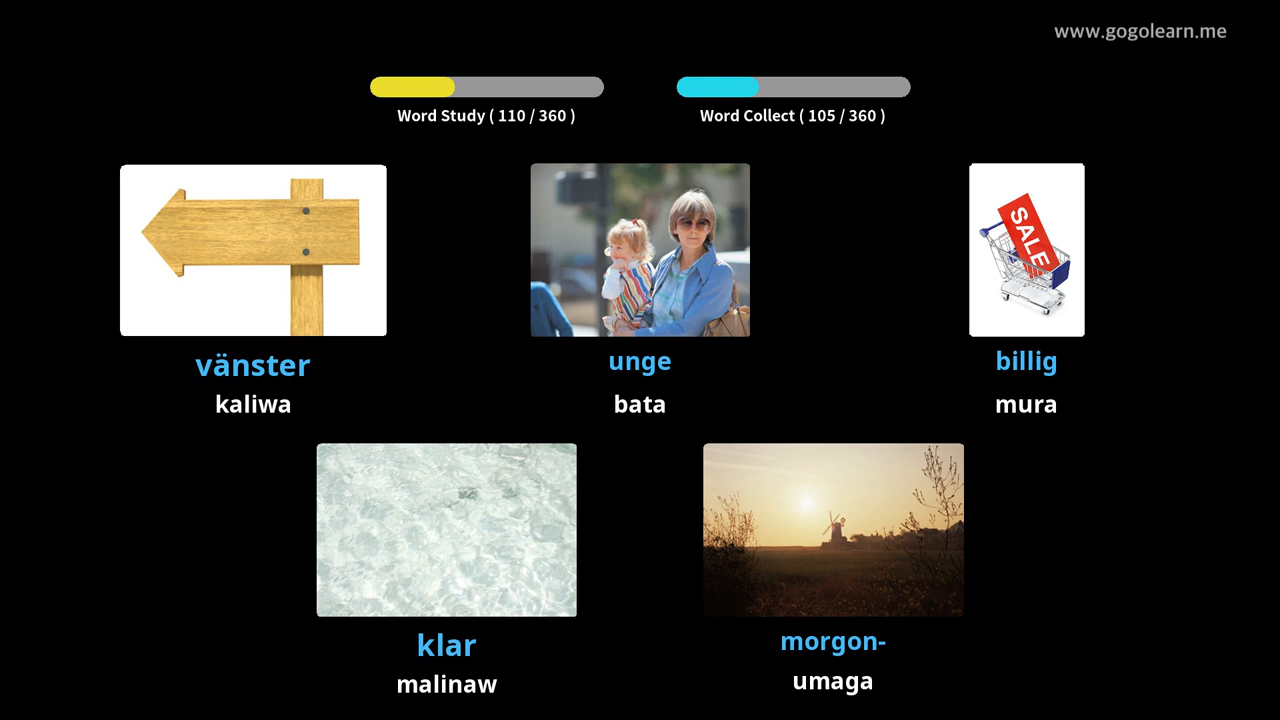 www.gogolearn.me
Word Study ( 110 / 360 )
Word Collect ( 105 / 360 )
SALE
vänster
kaliwa
unge
bata
billig
mura
klar
malinaw
morgon-
umaga